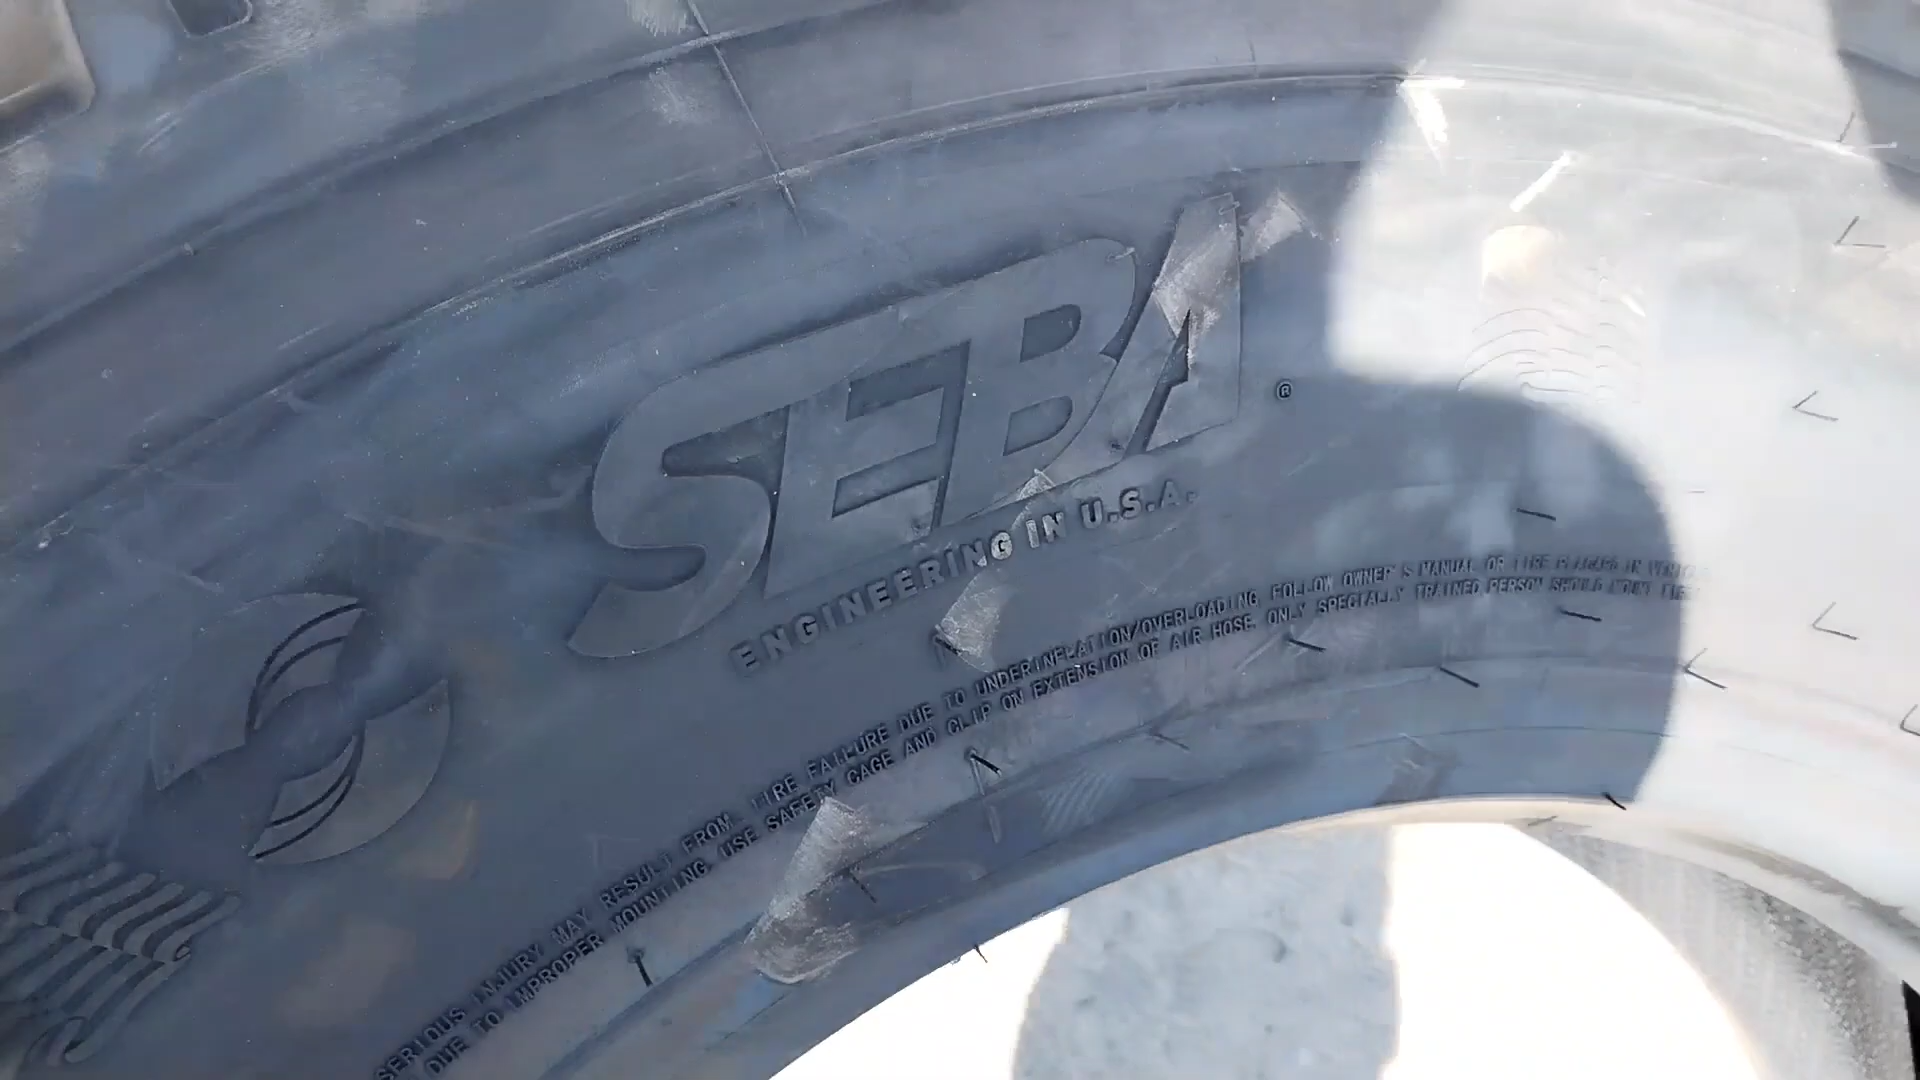 SEBA ®
ENGINEERING IN U.S.A.
SERIOUS INJURY MAY RESULT FROM. TIRE FAILURE DUE TO UNDERINFLATION/OVERLOADING. FOLLOW OWNER'S MANUAL OR TIRE PLACARD IN
DUE TO IMPROPER MOUNTING. USE SAFETY CAGE AND CLIP ON EXTENSION OF AIR HOSE. ONLY SPECIALLY TRAINED PERSON SHOULD MOUNT